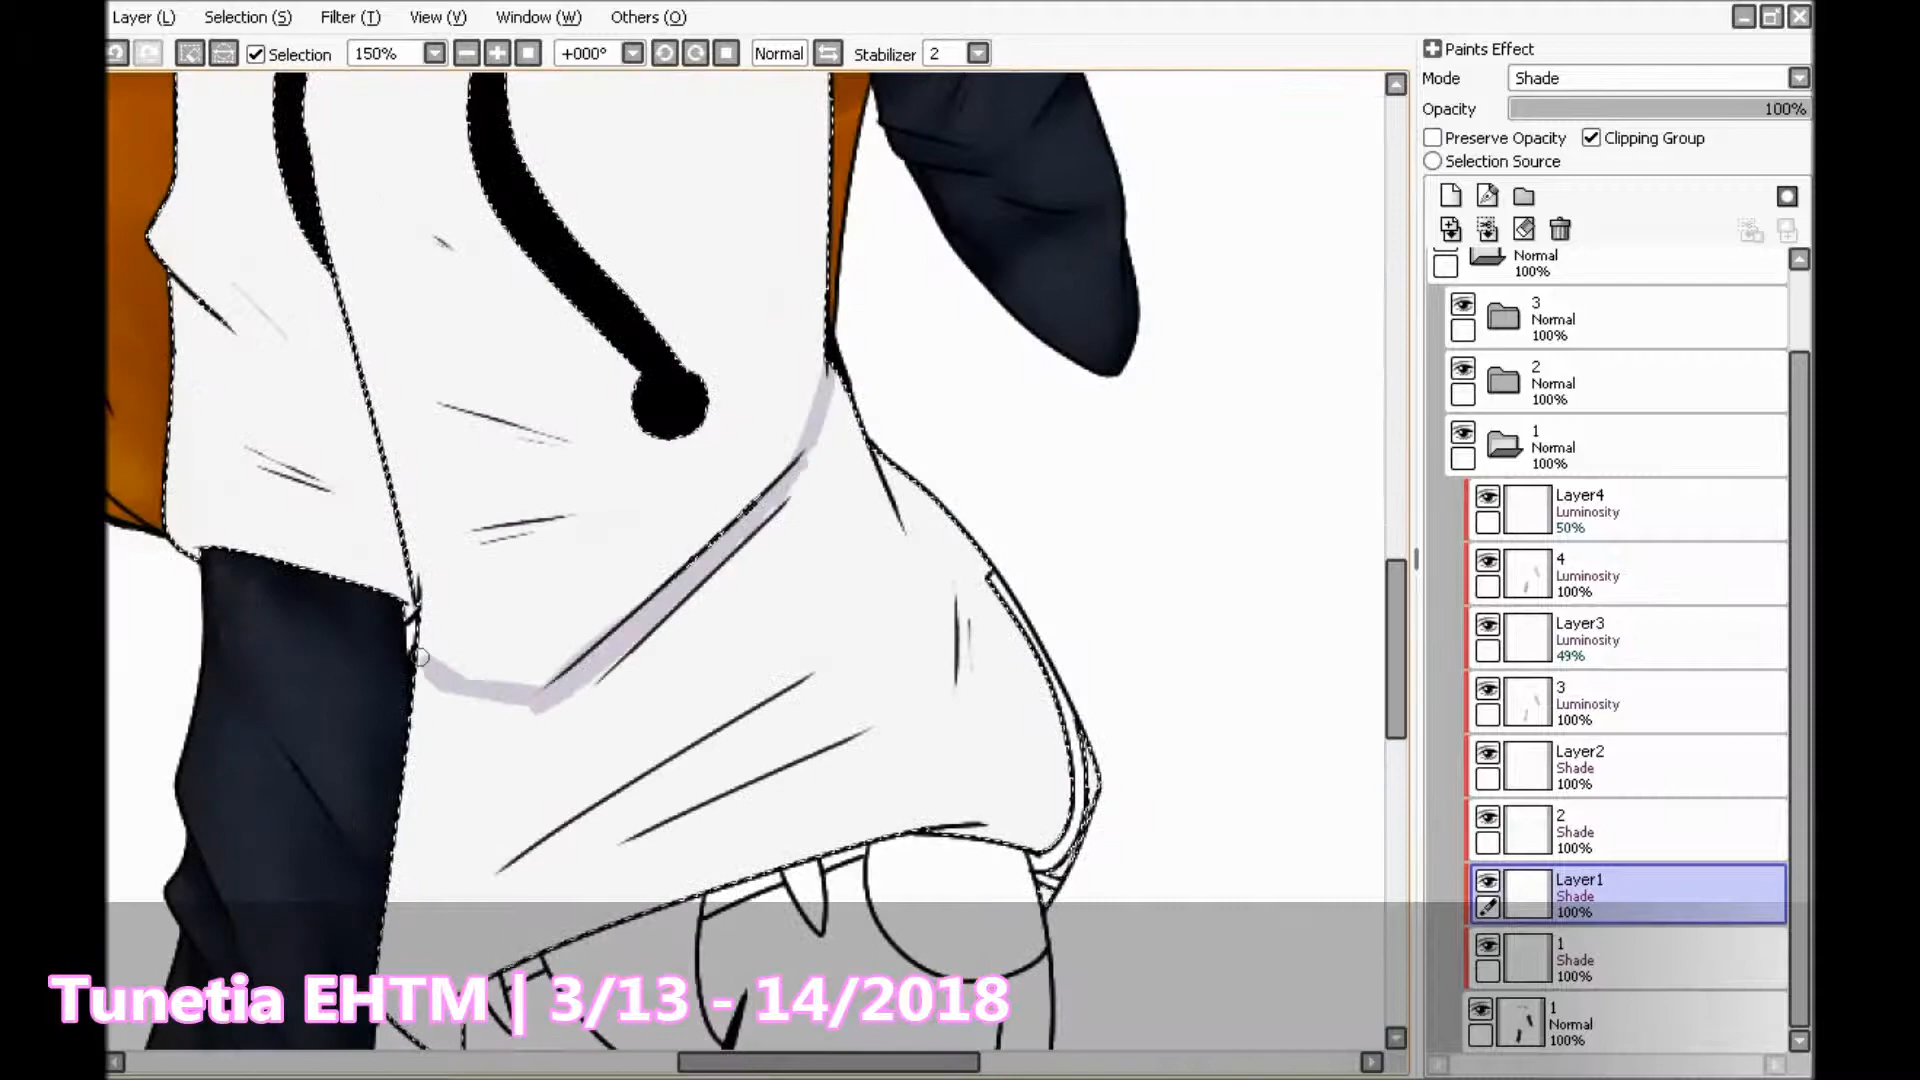 Layer (L) Selection (S) Filter (T) View (V) Window (W) Others (O)
Selection 150% +000° Normal Stabilizer 2
Paints Effect
Mode Shade
Opacity 100%
Preserve Opacity Clipping Group
Selection Source
Normal
100%
3
Normal
100%
2
Normal
100%
1
Normal
100%
Layer4
Luminosity
50%
4
Luminosity
100%
Layer3
Luminosity
49%
3
Luminosity
100%
Layer2
Shade
100%
2
Shade
100%
Layer1
Shade
100%
1
Shade
100%
1
Normal
100%
Tunetia EHTM | 3/13 - 14/2018